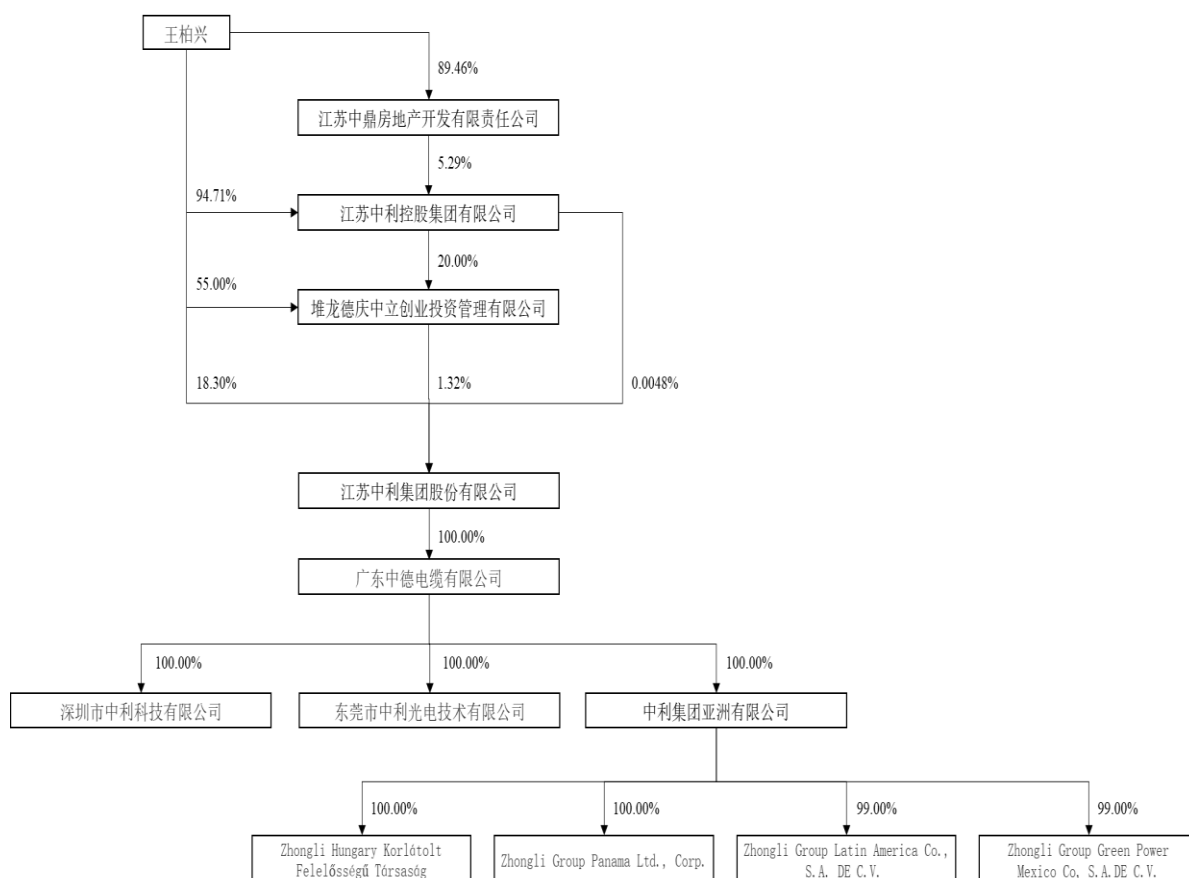 王柏兴
89.46%
江苏中鼎房地产开发有限责任公司
5.29%
94.71%
江苏中利控股集团有限公司
20.00%
55.00%
堆龙德庆中立创业投资管理有限公司
18.30%
1.32%
0.0048%
江苏中利集团股份有限公司
100.00%
广东中德电缆有限公司
100.00%
100.00%
100.00%
深圳市中利科技有限公司
东莞市中利光电技术有限公司
中利集团亚洲有限公司
100.00%
100.00%
99.00%
99.00%
Zhongli Hungary Korlótolt
Felelősségű Tórsaság
Zhongli Group Panama Ltd., Corp.
Zhongli Group Latin America Co.,
S.A. DE C.V.
Zhongli Group Green Power
Mexico Co, S.A.DE C.V.